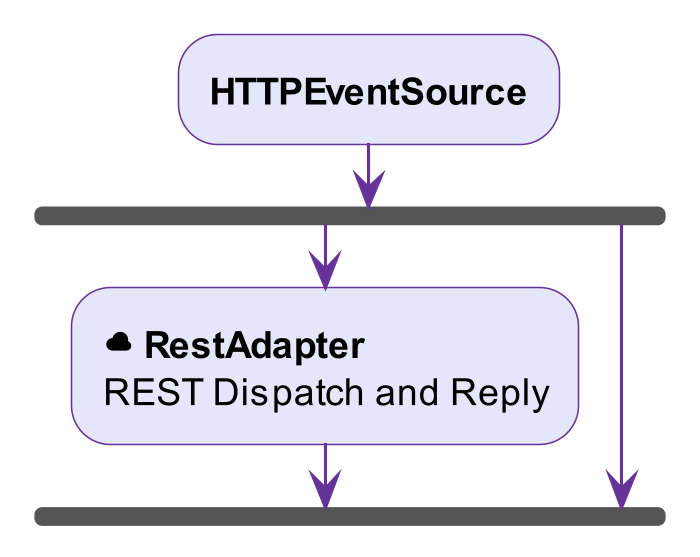 HTTPEventSource
RestAdapter
REST Dispatch and Reply